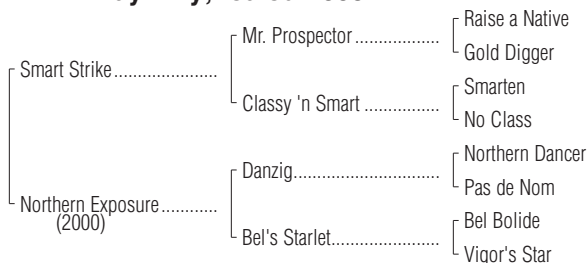 Raise a Native
Mr. Prospector..................
Gold Digger
Smart Strike......................
Smarten
Classy 'n Smart ................
No Class
Northern Dancer
Danzig...............................
Pas de Nom
Northern Exposure............
(2000)
Bel Bolide
Bel's Starlet.......................
Vigor's Star